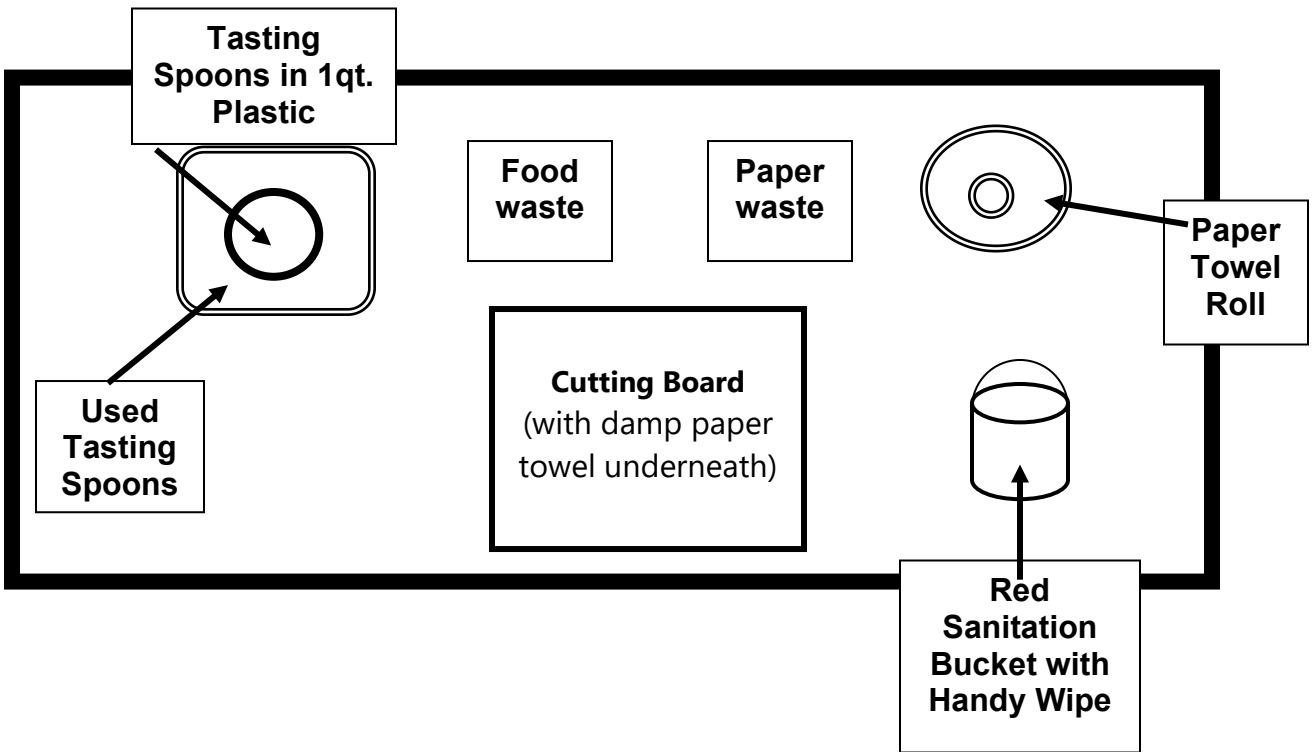 Tasting
Spoons in 1qt.
Plastic
Food
waste
Paper
waste
Paper
Towel
Roll
Used
Tasting
Spoons
Cutting Board
(with damp paper
towel underneath)
Red
Sanitation
Bucket with
Handy Wipe